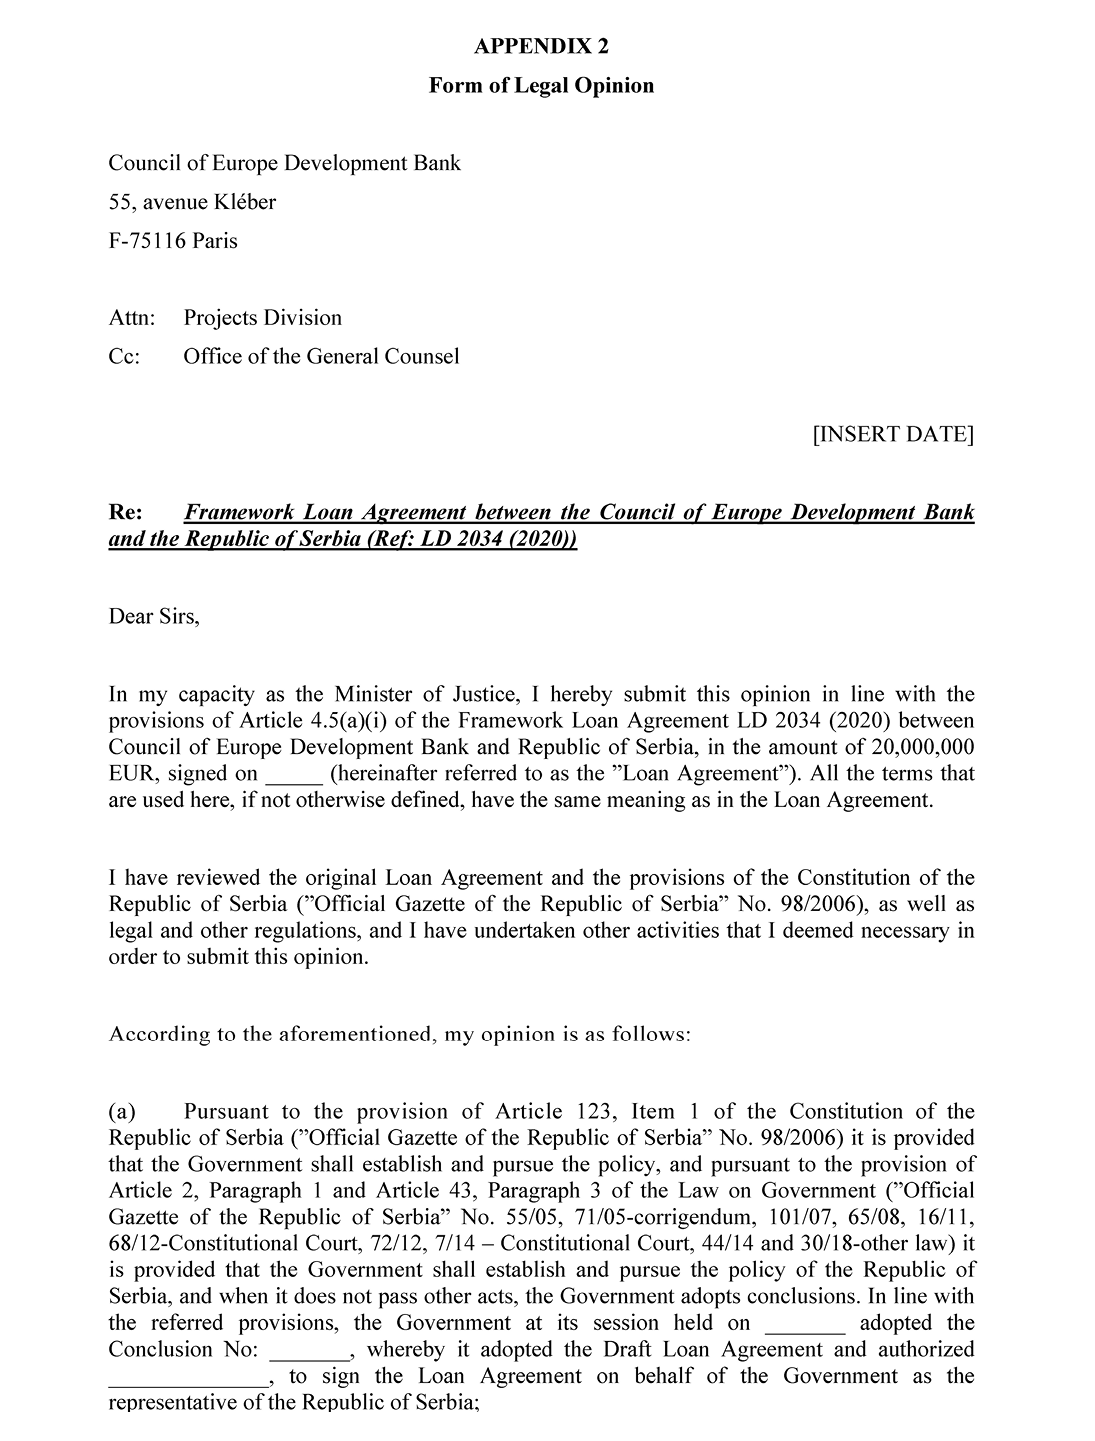 APPENDIX 2
Form of Legal Opinion
Council of Europe Development Bank
55, avenue Kléber
F-75116 Paris
Attn: Projects Division
Cc: Office of the General Counsel
[INSERT DATE]
Re: Framework Loan Agreement between the Council of Europe Development Bank
and the Republic of Serbia (Ref: LD 2034 (2020))
Dear Sirs,
In my capacity as the Minister of Justice, I hereby submit this opinion in line with the
provisions of Article 4.5(a)(i) of the Framework Loan Agreement LD 2034 (2020) between
Council of Europe Development Bank and Republic of Serbia, in the amount of 20,000,000
EUR, signed on _____ (hereinafter referred to as the ”Loan Agreement”). All the terms that
are used here, if not otherwise defined, have the same meaning as in the Loan Agreement.
I have reviewed the original Loan Agreement and the provisions of the Constitution of the
Republic of Serbia (”Official Gazette of the Republic of Serbia” No. 98/2006), as well as
legal and other regulations, and I have undertaken other activities that I deemed necessary in
order to submit this opinion.
According to the aforementioned, my opinion is as follows:
(a) Pursuant to the provision of Article 123, Item 1 of the Constitution of the
Republic of Serbia (”Official Gazette of the Republic of Serbia” No. 98/2006) it is provided
that the Government shall establish and pursue the policy, and pursuant to the provision of
Article 2, Paragraph 1 and Article 43, Paragraph 3 of the Law on Government (”Official
Gazette of the Republic of Serbia” No. 55/05, 71/05-corrigendum, 101/07, 65/08, 16/11,
68/12-Constitutional Court, 72/12, 7/14 – Constitutional Court, 44/14 and 30/18-other law) it
is provided that the Government shall establish and pursue the policy of the Republic of
Serbia, and when it does not pass other acts, the Government adopts conclusions. In line with
the referred provisions, the Government at its session held on _______ adopted the
Conclusion No: _______, whereby it adopted the Draft Loan Agreement and authorized
______________, to sign the Loan Agreement on behalf of the Government as the
representative of the Republic of Serbia;